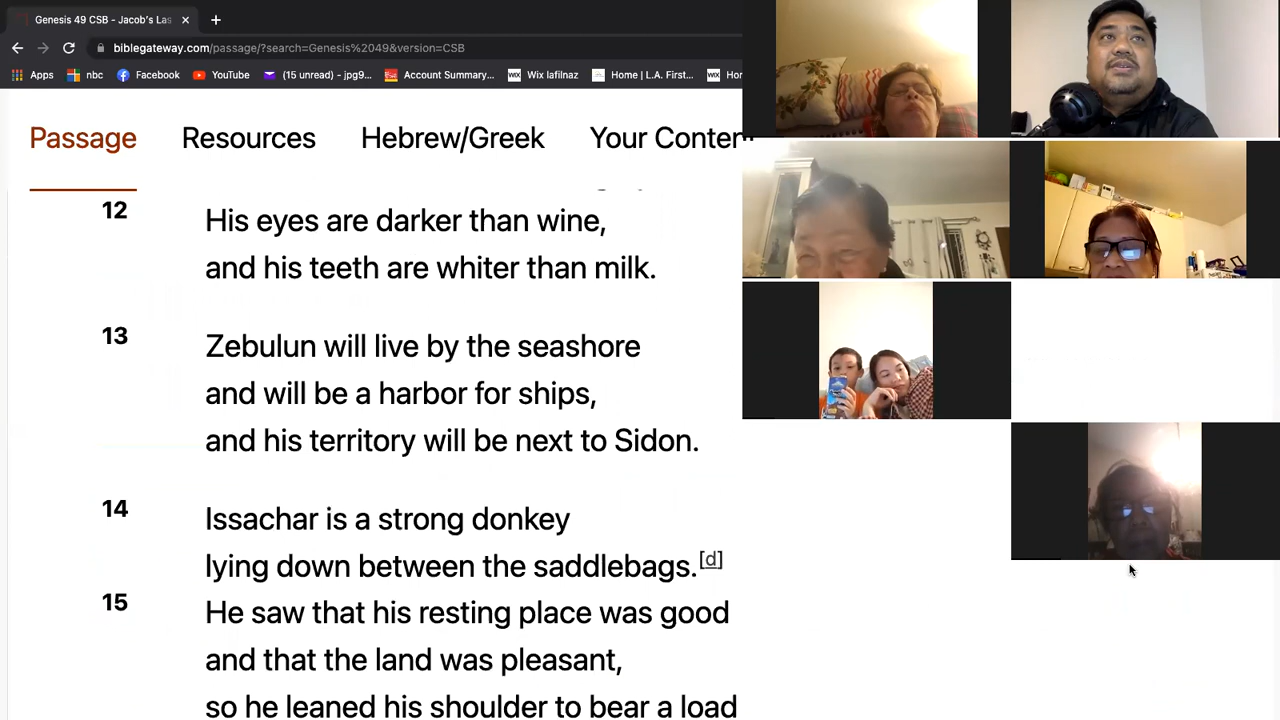 Genesis 49 CSB - Jacob's Las
biblegateway.com/passage/?search=Genesis%2049&version=CSB
Apps nbc Facebook YouTube (15 unread) - jpg9... Account Summary... Wix lafilnaz Home | L.A. First... Hor
Passage Resources Hebrew/Greek Your Conten
12 His eyes are darker than wine,
and his teeth are whiter than milk.
13 Zebulun will live by the seashore
and will be a harbor for ships,
and his territory will be next to Sidon.
14 Issachar is a strong donkey
lying down between the saddlebags.[d]
15 He saw that his resting place was good
and that the land was pleasant,
so he leaned his shoulder to bear a load